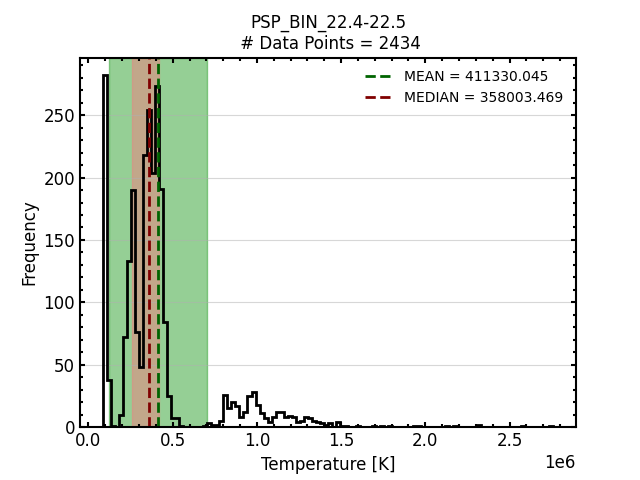 PSP_BIN_22.4-22.5
# Data Points = 2434
MEAN = 411330.045
MEDIAN = 358003.469
Frequency
250
200
150
100
50
0
0.0 0.5 1.0 1.5 2.0 2.5
1e6
Temperature [K]